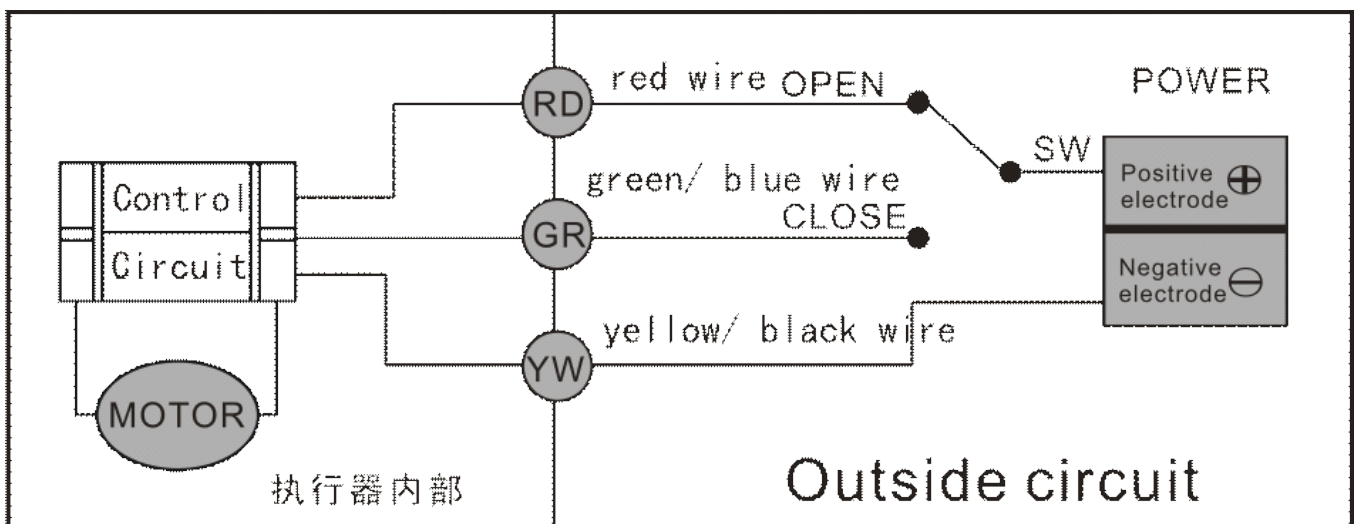 red wire OPEN
POWER
RD
SW
Positive
electrode
green/ blue wire
CLOSE
Control
GR
Circuit
Negative
electrode
yellow/ black wire
YW
MOTOR
执行器内部
Outside circuit